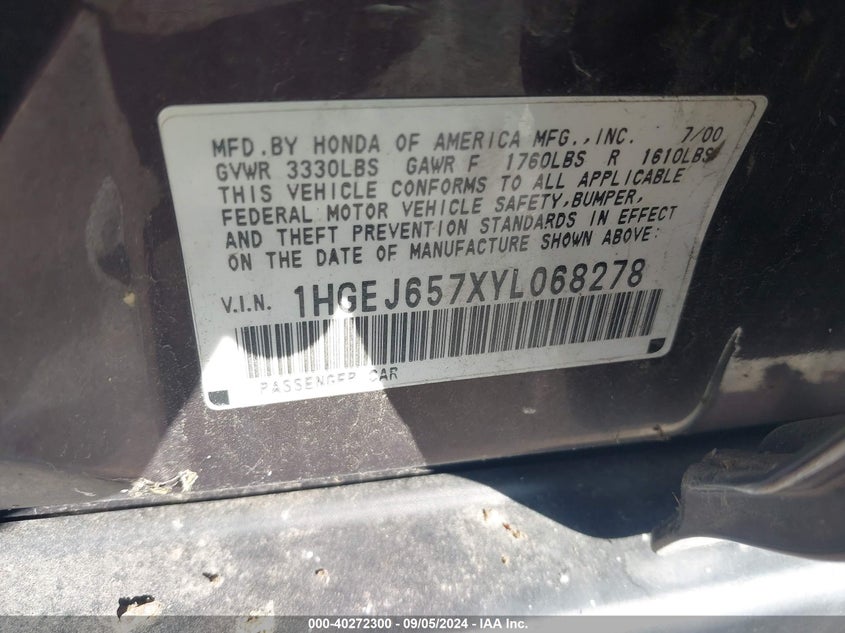 MFD.BY HONDA OF AMERICA MFG.,INC. 7/00
GVWR 3330LBS GAWR F 1760LBS R 1610LBS
THIS VEHICLE CONFORMS TO ALL APPLICABLE
FEDERAL MOTOR VEHICLE SAFETY,BUMPER,
AND THEFT PREVENTION STANDARDS IN EFFECT
ON THE DATE OF MANUFACTURE SHOWN ABOVE:
V.I.N. 1HGEJ657XYL068278
PASSENGER CAR
000-40272300 - 09/05/2024 - IAA Inc.